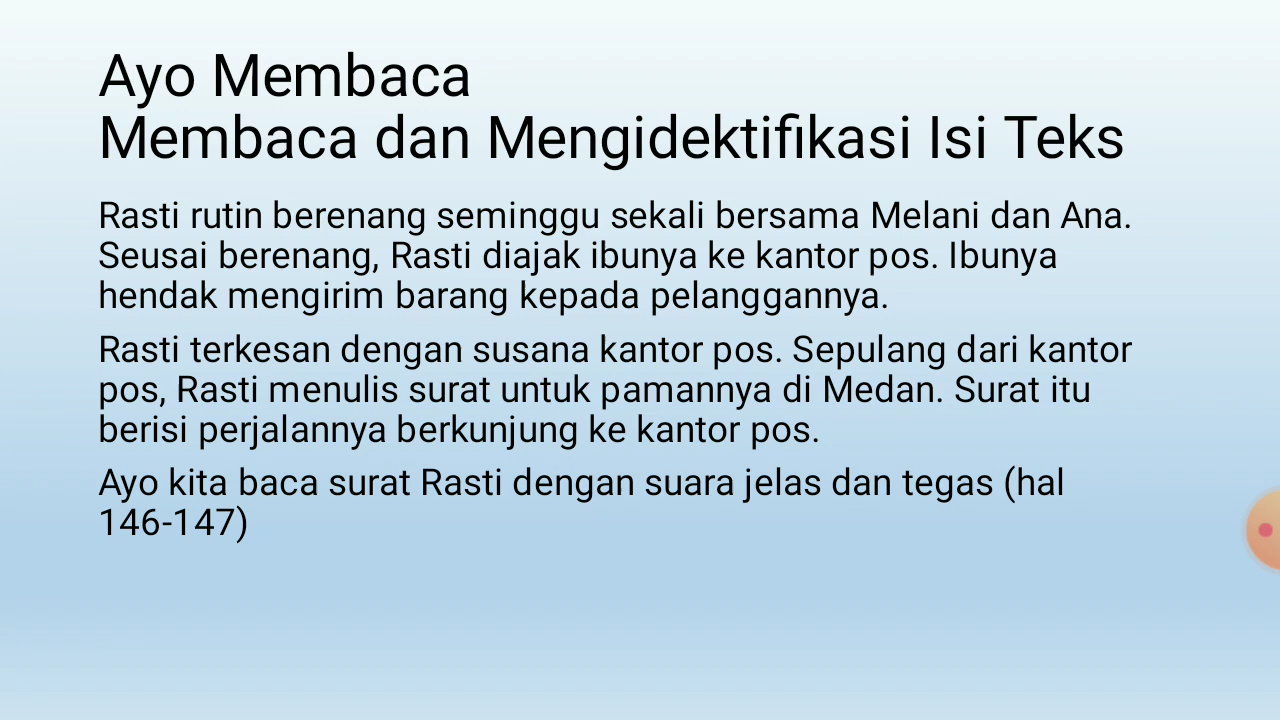 Ayo Membaca
Membaca dan Mengidektifikasi Isi Teks
Rasti rutin berenang seminggu sekali bersama Melani dan Ana.
Seusai berenang, Rasti diajak ibunya ke kantor pos. Ibunya
hendak mengirim barang kepada pelanggannya.
Rasti terkesan dengan susana kantor pos. Sepulang dari kantor
pos, Rasti menulis surat untuk pamannya di Medan. Surat itu
berisi perjalannya berkunjung ke kantor pos.
Ayo kita baca surat Rasti dengan suara jelas dan tegas (hal
146-147)